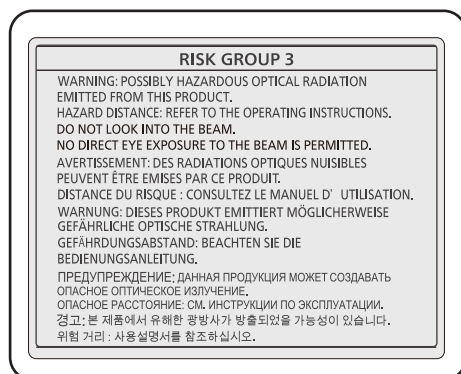 RISK GROUP 3
WARNING: POSSIBLY HAZARDOUS OPTICAL RADIATION
EMITTED FROM THIS PRODUCT.
HAZARD DISTANCE: REFER TO THE OPERATING INSTRUCTIONS.
DO NOT LOOK INTO THE BEAM.
NO DIRECT EYE EXPOSURE TO THE BEAM IS PERMITTED.
AVERTISSEMENT: DES RADIATIONS OPTIQUES NUISIBLES
PEUVENT ÊTRE EMISES PAR CE PRODUIT.
DISTANCE DU RISQUE : CONSULTEZ LE MANUEL D' UTILISATION.
WARNUNG: DIESES PRODUKT EMITTIERT MÖGLICHERWEISE
GEFÄHRLICHE OPTISCHE STRAHLUNG.
GEFÄHRDUNGSABSTAND: BEACHTEN SIE DIE
BEDIENUNGSANLEITUNG.
ПРЕДУПРЕЖДЕНИЕ: ДАННАЯ ПРОДУКЦИЯ МОЖЕТ СОЗДАВАТЬ
ОПАСНОЕ ОПТИЧЕСКОЕ ИЗЛУЧЕНИЕ.
ОПАСНОЕ РАССТОЯНИЕ: СМ. ИНСТРУКЦИИ ПО ЭКСПЛУАТАЦИИ.
경고: 본 제품에서 유해한 광방사가 방출되었을 가능성이 있습니다.
위험 거리 : 사용설명서를 참조하십시오.